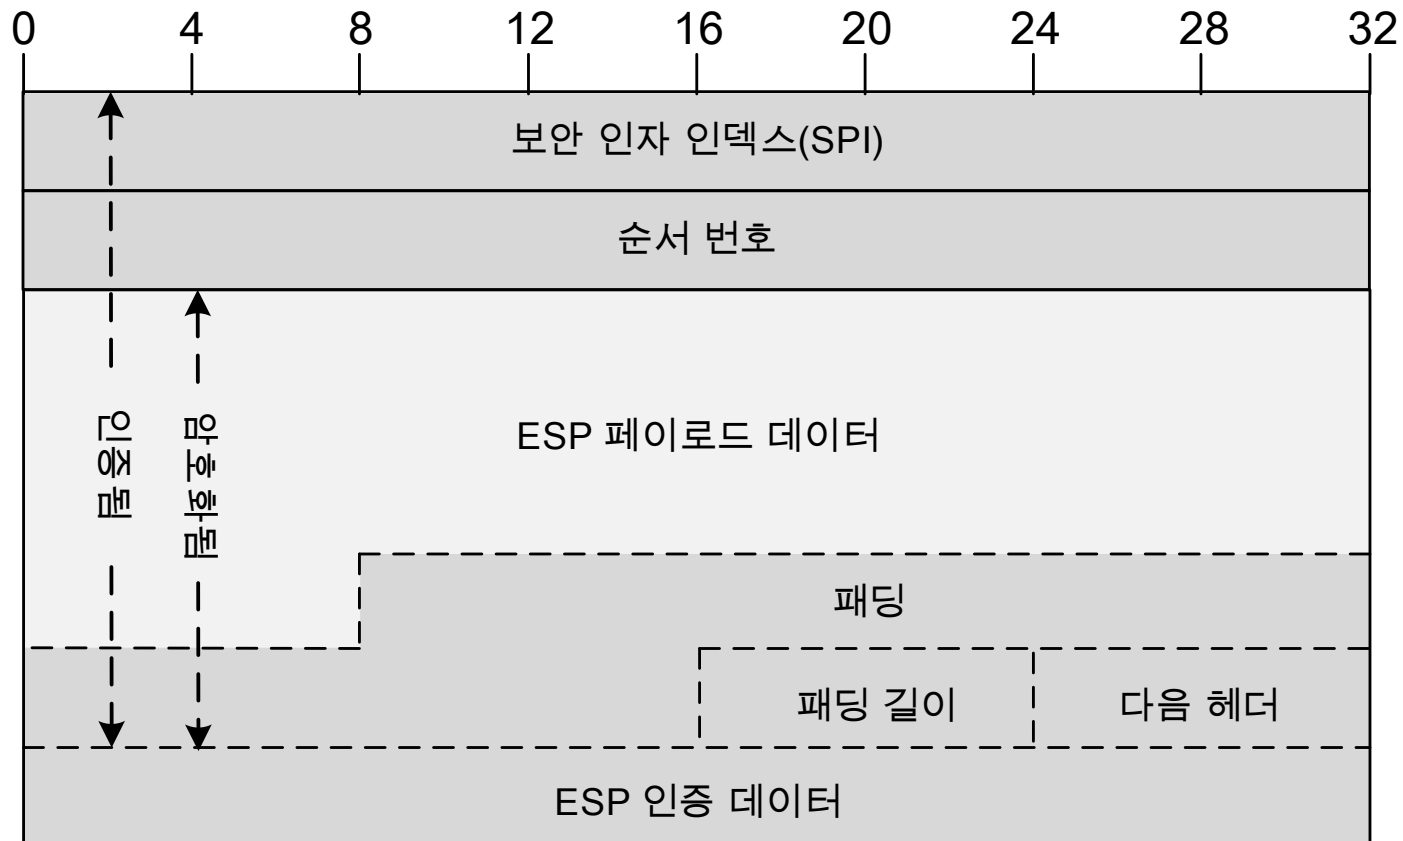 0 4 8 12 16 20 24 28 32
보안 인자 인덱스(SPI)
순서 번호
ESP 페이로드 데이터
인증됨
암호화됨
패딩
패딩 길이
다음 헤더
ESP 인증 데이터